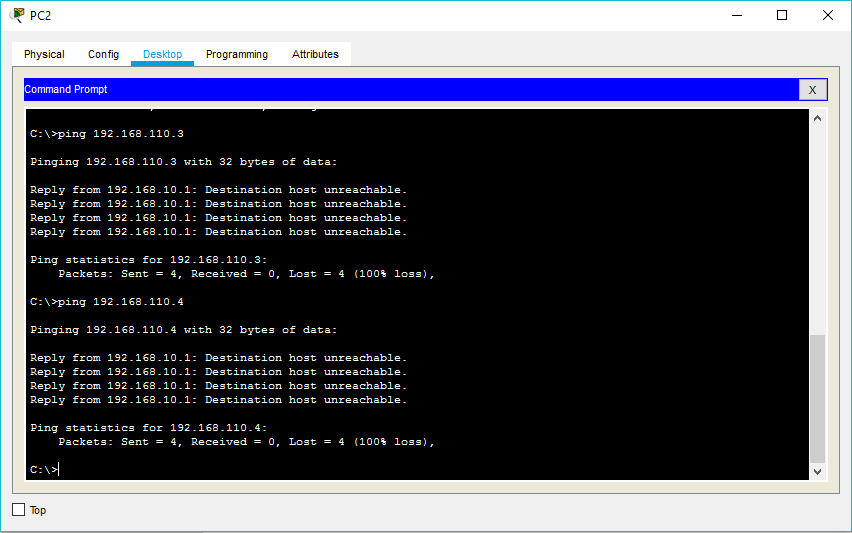 PC2
Physical Config Desktop Programming Attributes
Command Prompt
X
C:\>ping 192.168.110.3
Pinging 192.168.110.3 with 32 bytes of data:
Reply from 192.168.10.1: Destination host unreachable.
Reply from 192.168.10.1: Destination host unreachable.
Reply from 192.168.10.1: Destination host unreachable.
Reply from 192.168.10.1: Destination host unreachable.
Ping statistics for 192.168.110.3:
    Packets: Sent = 4, Received = 0, Lost = 4 (100% loss),
C:\>ping 192.168.110.4
Pinging 192.168.110.4 with 32 bytes of data:
Reply from 192.168.10.1: Destination host unreachable.
Reply from 192.168.10.1: Destination host unreachable.
Reply from 192.168.10.1: Destination host unreachable.
Reply from 192.168.10.1: Destination host unreachable.
Ping statistics for 192.168.110.4:
    Packets: Sent = 4, Received = 0, Lost = 4 (100% loss),
C:\>
Top